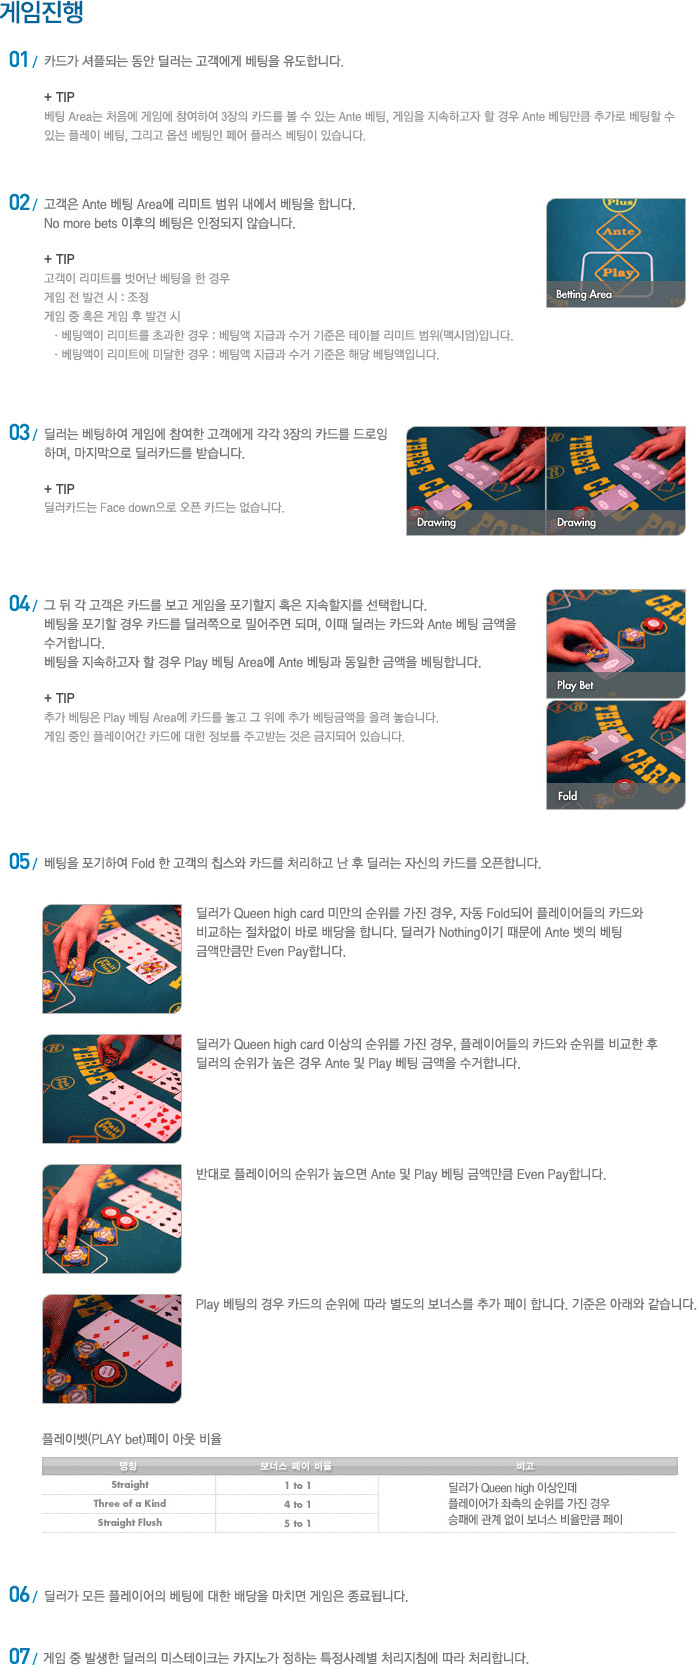 게임진행
01 / 카드가 셔플되는 동안 딜러는 고객에게 베팅을 유도합니다.
+ TIP
베팅 Area는 처음에 게임에 참여하여 3장의 카드를 볼 수 있는 Ante 베팅, 게임을 지속하고자 할 경우 Ante 베팅만큼 추가로 베팅할 수
있는 플레이 베팅, 그리고 옵션 베팅인 페어 플러스 베팅이 있습니다.
02 / 고객은 Ante 베팅 Area에 리미트 범위 내에서 베팅을 합니다.
No more bets 이후의 베팅은 인정되지 않습니다.
+ TIP
고객이 리미트를 벗어난 베팅을 한 경우
게임 전 발견 시 : 조정
게임 중 혹은 게임 후 발견 시
· 베팅액이 리미트를 초과한 경우 : 베팅액 지급과 수거 기준은 테이블 리미트 범위(맥시멈)입니다.
· 베팅액이 리미트에 미달한 경우 : 베팅액 지급과 수거 기준은 해당 베팅액입니다.
Plus
Ante
Play
Betting Area
03 / 딜러는 베팅하여 게임에 참여한 고객에게 각각 3장의 카드를 드로잉
하며, 마지막으로 딜러카드를 받습니다.
+ TIP
딜러카드는 Face down으로 오픈 카드는 없습니다.
THREE CARD
Drawing
THREE CARD
Drawing
04 / 그 뒤 각 고객은 카드를 보고 게임을 포기할지 혹은 지속할지를 선택합니다.
베팅을 포기할 경우 카드를 딜러쪽으로 밀어주면 되며, 이때 딜러는 카드와 Ante 베팅 금액을
수거합니다.
베팅을 지속하고자 할 경우 Play 베팅 Area에 Ante 베팅과 동일한 금액을 베팅합니다.
+ TIP
추가 베팅은 Play 베팅 Area에 카드를 놓고 그 위에 추가 베팅금액을 올려 놓습니다.
게임 중인 플레이어간 카드에 대한 정보를 주고받는 것은 금지되어 있습니다.
CARD
Play Bet
THREE CARD
Fold
05 / 베팅을 포기하여 Fold 한 고객의 칩스와 카드를 처리하고 난 후 딜러는 자신의 카드를 오픈합니다.
Pair Plus
딜러가 Queen high card 미만의 순위를 가진 경우, 자동 Fold되어 플레이어들의 카드와
비교하는 절차없이 바로 배당을 합니다. 딜러가 Nothing이기 때문에 Ante 벳의 베팅
금액만큼만 Even Pay합니다.
THREE
Pair Plus
딜러가 Queen high card 이상의 순위를 가진 경우, 플레이어들의 카드와 순위를 비교한 후
딜러의 순위가 높은 경우 Ante 및 Play 베팅 금액을 수거합니다.
반대로 플레이어의 순위가 높으면 Ante 및 Play 베팅 금액만큼 Even Pay합니다.
Play 베팅의 경우 카드의 순위에 따라 별도의 보너스를 추가 페이 합니다. 기준은 아래와 같습니다.
플레이벳(PLAY bet)페이 아웃 비율
명칭 보너스 페이 비율 비고
Straight 1 to 1 딜러가 Queen high 이상인데
Three of a Kind 4 to 1 플레이어가 좌측의 순위를 가진 경우
Straight Flush 5 to 1 승패에 관계 없이 보너스 비율만큼 페이
06 / 딜러가 모든 플레이어의 베팅에 대한 배당을 마치면 게임은 종료됩니다.
07 / 게임 중 발생한 딜러의 미스테이크는 카지노가 정하는 특정사례별 처리지침에 따라 처리합니다.